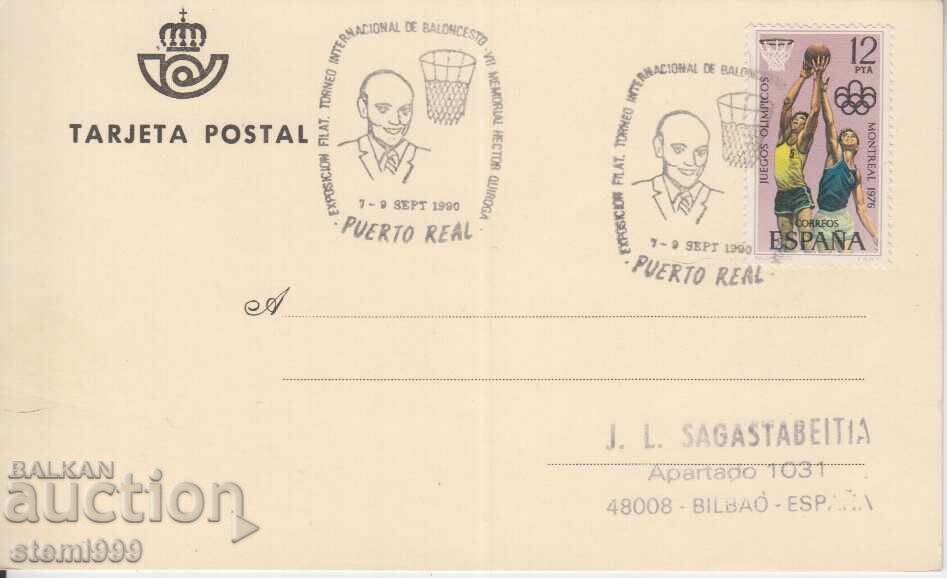 TARJETA POSTAL
EXPOSICION FILAT. TORNEO INTERNACIONAL DE BALONCESTO - VII MEMORIAL HECTOR QUIROGA
7 - 9 SEPT 1990
· PUERTO REAL ·
EXPOSICION FILAT. TORNEO INTERNACIONAL DE BALONCESTO
7 - 9 SEPT 1990
· PUERTO REAL ·
12
PTA
JUEGOS OLIMPICOS
MONTREAL 1976
CORREOS
ESPAÑA
A
J. L. SAGASTABEITIA
Apartado 1031
48008 - BILBAO - ESPAÑA
BALKAN
auction
stemi999